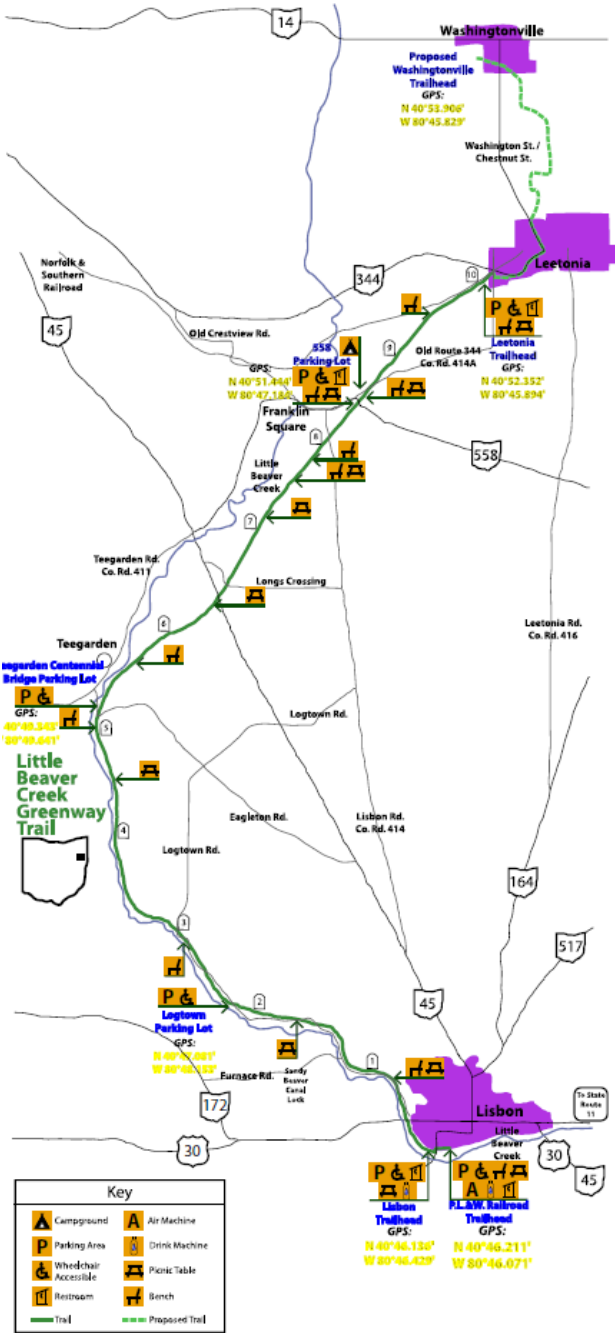 14
Washingtonville
Proposed
Washingtonville
Trailhead
GPS:
N 40°53.906'
W 80°45.829'
Washington St. /
Chestnut St.
Norfolk &
Southern
Railroad
344
10
Leetonia
45
Old Crestview Rd.
P
Leetonia
Trailhead
GPS:
N 40°52.352'
W 80°45.894'
558
Parking Lot
GPS:
N 40°51.444'
W 80°47.184'
P
9
Old Route 344
Co. Rd. 414A
Franklin
Square
8
558
Little
Beaver
Creek
7
Teegarden Rd.
Co. Rd. 411
Longs Crossing
6
Leetonia Rd.
Co. Rd. 416
Teegarden
Centennial
Bridge Parking Lot
P
GPS:
5
Logtown Rd.
Little
Beaver
Creek
Greenway
Trail
4
Eagleton Rd.
Lisbon Rd.
Co. Rd. 414
Logtown Rd.
164
3
517
P
Logtown
Parking Lot
GPS:
2
45
1
Furnace Rd.
Sandy
Beaver
Canal
Lock
172
Lisbon
To State
Route
11
30
Little
Beaver
Creek
30
45
P
Lisbon
Trailhead
GPS:
N 40°46.136'
W 80°46.429'
P
A
P.L.&W. Railroad
Trailhead
GPS:
N 40°46.211'
W 80°46.071'
Key
Campground
A Air Machine
P Parking Area
Drink Machine
Wheelchair
Accessible
Picnic Table
Restroom
Bench
Trail
Proposed Trail